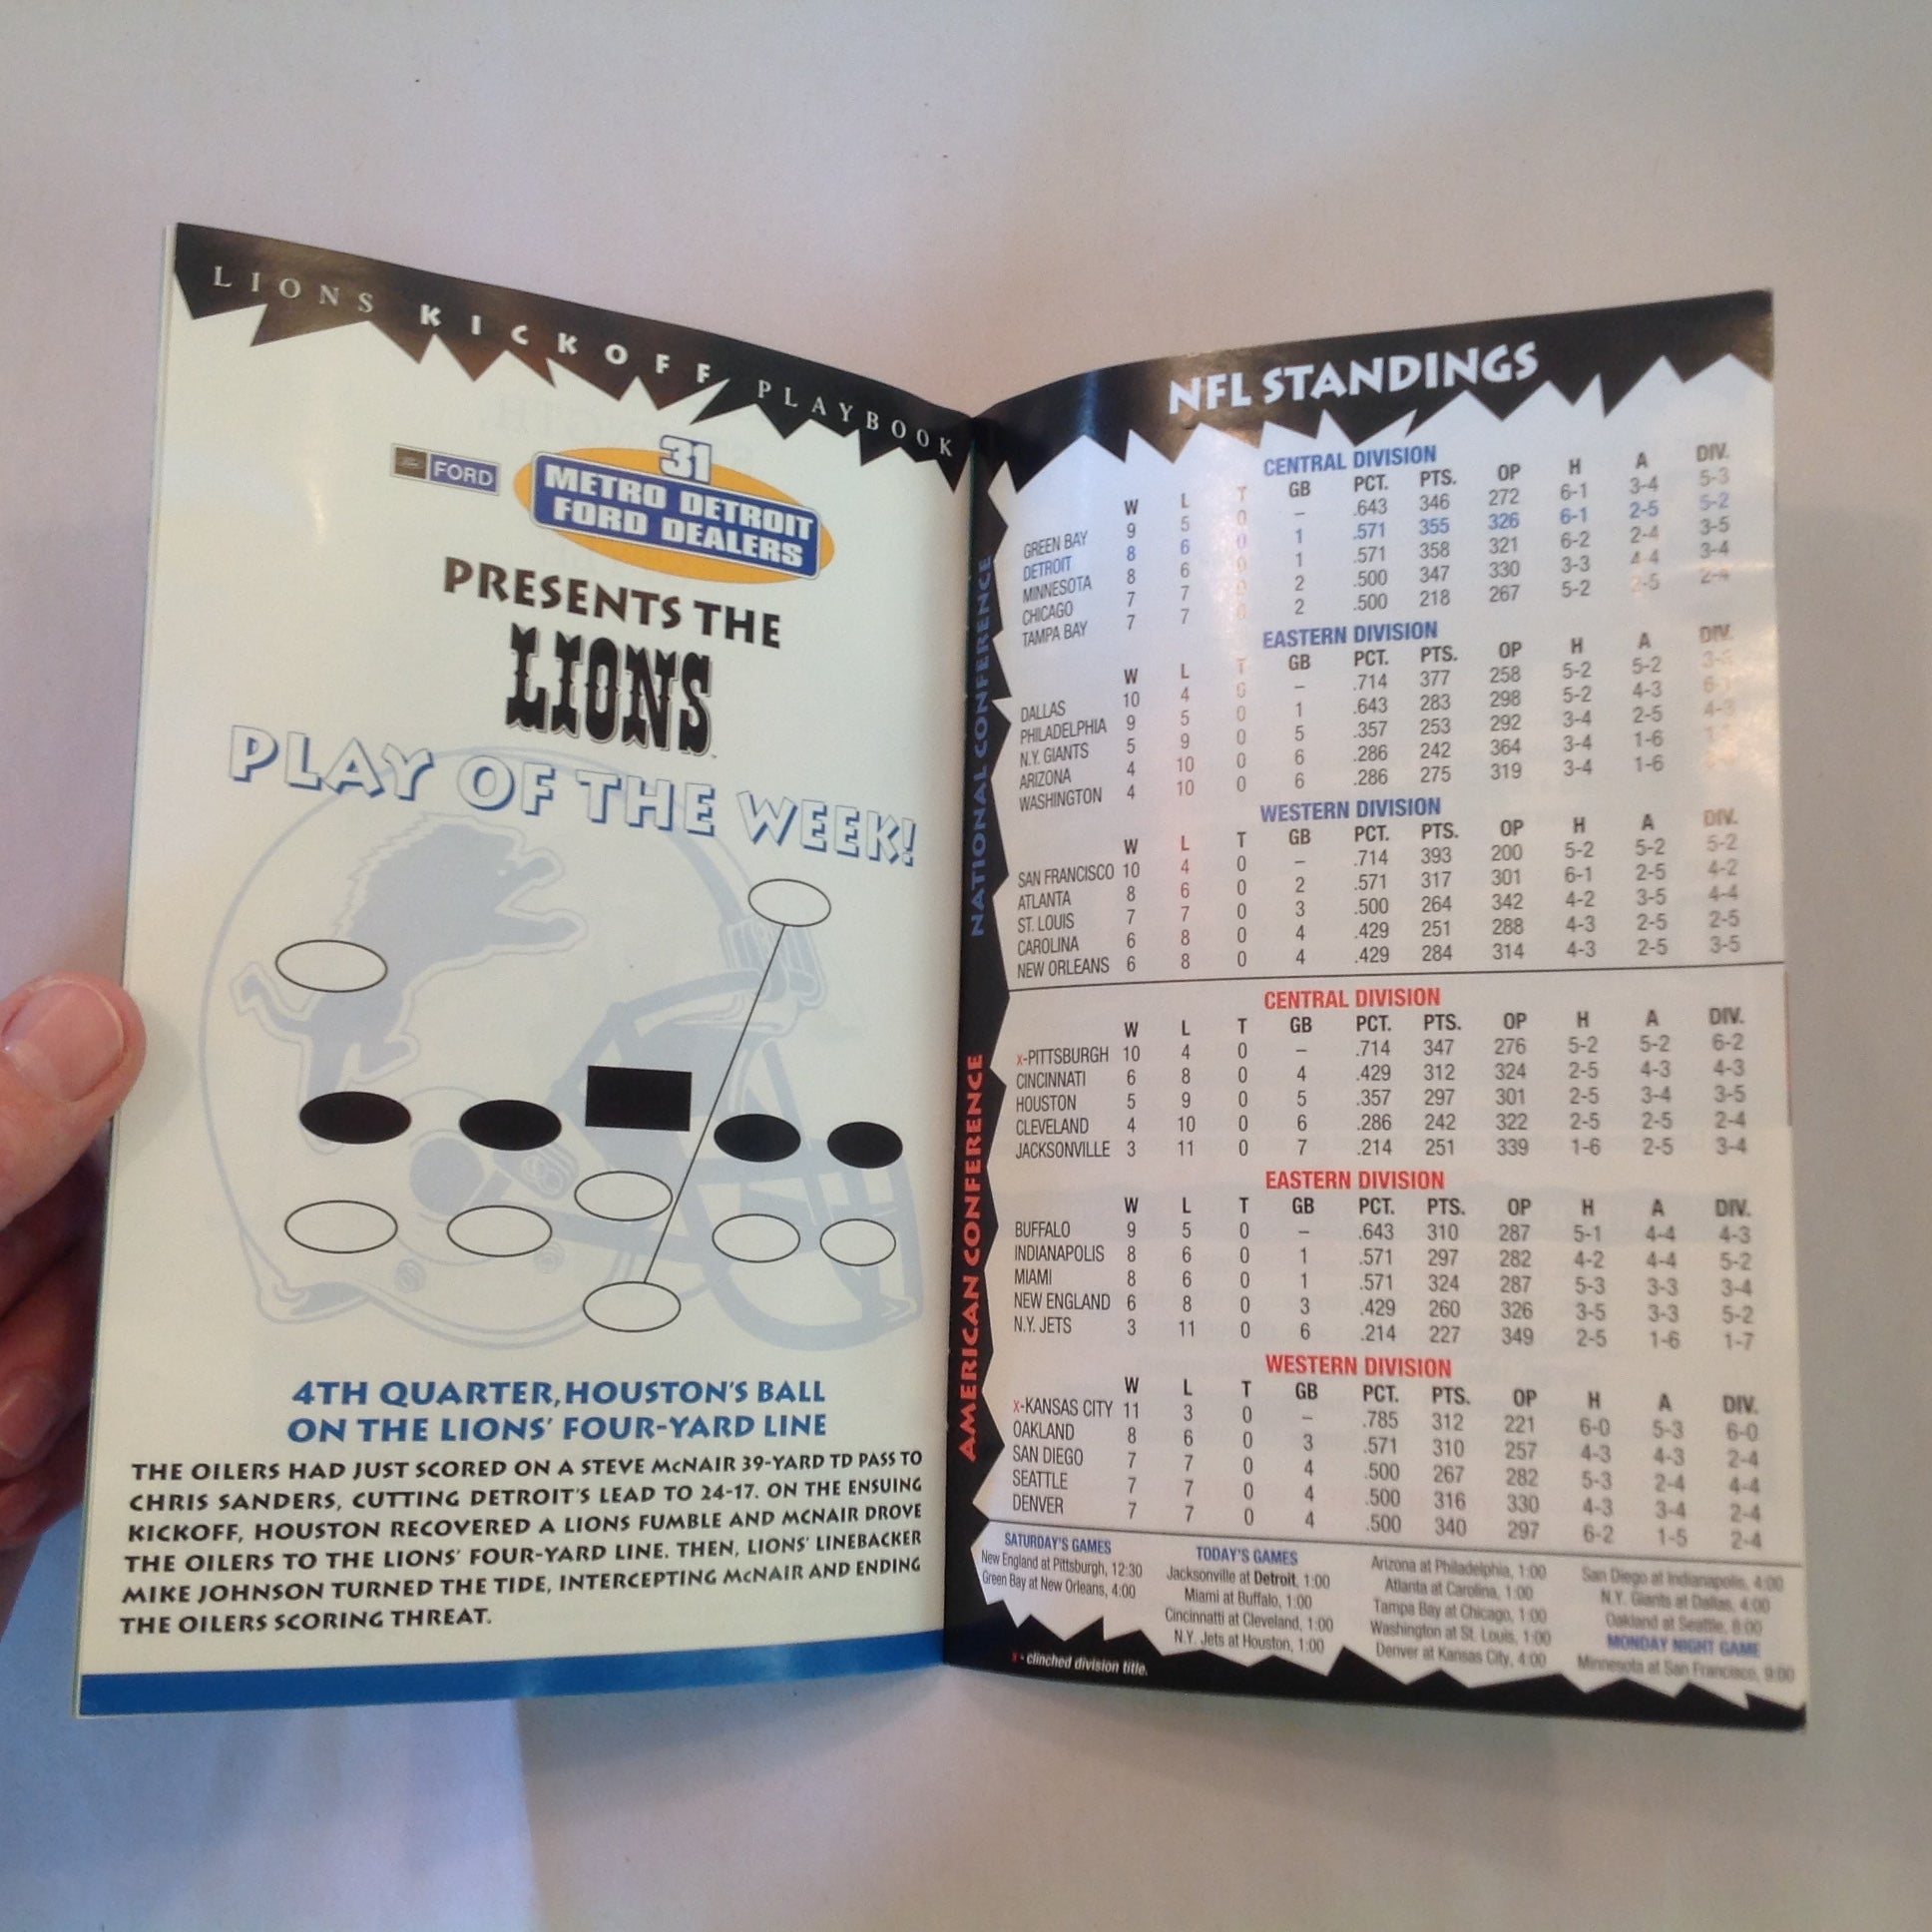 LIONS KICKOFF PLAYBOOK
FORD
31
METRO DETROIT
FORD DEALERS
PRESENTS THE
LIONS
PLAY OF THE WEEK!
4TH QUARTER, HOUSTON'S BALL
ON THE LIONS' FOUR-YARD LINE
THE OILERS HAD JUST SCORED ON A STEVE McNAIR 39-YARD TD PASS TO
CHRIS SANDERS, CUTTING DETROIT'S LEAD TO 24-17. ON THE ENSUING
KICKOFF, HOUSTON RECOVERED A LIONS FUMBLE AND McNAIR DROVE
THE OILERS TO THE LIONS' FOUR-YARD LINE. THEN, LIONS' LINEBACKER
MIKE JOHNSON TURNED THE TIDE, INTERCEPTING McNAIR AND ENDING
THE OILERS SCORING THREAT.
NFL STANDINGS
NATIONAL CONFERENCE
CENTRAL DIVISION
W L T GB PCT. PTS. OP H A DIV.
GREEN BAY 9 5 0 – .643 346 272 6-1 3-4 5-3
DETROIT 8 6 0 1 .571 355 326 6-1 2-5 5-2
MINNESOTA 8 6 0 1 .571 358 321 6-2 2-4 3-5
CHICAGO 7 7 0 2 .500 347 330 3-3 4-4 3-4
TAMPA BAY 7 7 0 2 .500 218 267 5-2 2-5 2-4
EASTERN DIVISION
W L T GB PCT. PTS. OP H A DIV.
DALLAS 10 4 0 – .714 377 258 5-2 5-2
PHILADELPHIA 9 5 0 1 .643 283 298 5-2 4-3
N.Y. GIANTS 5 9 0 5 .357 253 292 3-4 2-5
ARIZONA 4 10 0 6 .286 242 364 3-4 1-6
WASHINGTON 4 10 0 6 .286 275 319 3-4 1-6
WESTERN DIVISION
W L T GB PCT. PTS. OP H A DIV.
SAN FRANCISCO 10 4 0 – .714 393 200 5-2 5-2 5-2
ATLANTA 8 6 0 2 .571 317 301 6-1 2-5 4-2
ST. LOUIS 7 7 0 3 .500 264 342 4-2 3-5 4-4
CAROLINA 6 8 0 4 .429 251 288 4-3 2-5 2-5
NEW ORLEANS 6 8 0 4 .429 284 314 4-3 2-5 3-5
AMERICAN CONFERENCE
CENTRAL DIVISION
W L T GB PCT. PTS. OP H A DIV.
x-PITTSBURGH 10 4 0 – .714 347 276 5-2 5-2 6-2
CINCINNATI 6 8 0 4 .429 312 324 2-5 4-3 4-3
HOUSTON 5 9 0 5 .357 297 301 2-5 3-4 3-5
CLEVELAND 4 10 0 6 .286 242 322 2-5 2-5 2-4
JACKSONVILLE 3 11 0 7 .214 251 339 1-6 2-5 3-4
EASTERN DIVISION
W L T GB PCT. PTS. OP H A DIV.
BUFFALO 9 5 0 – .643 310 287 5-1 4-4 4-3
INDIANAPOLIS 8 6 0 1 .571 297 282 4-2 4-4 5-2
MIAMI 8 6 0 1 .571 324 287 5-3 3-3 3-4
NEW ENGLAND 6 8 0 3 .429 260 326 3-5 3-3 5-2
N.Y. JETS 3 11 0 6 .214 227 349 2-5 1-6 1-7
WESTERN DIVISION
W L T GB PCT. PTS. OP H A DIV.
x-KANSAS CITY 11 3 0 – .785 312 221 6-0 5-3 6-0
OAKLAND 8 6 0 3 .571 310 257 4-3 4-3 2-4
SAN DIEGO 7 7 0 4 .500 267 282 5-3 2-4 4-4
SEATTLE 7 7 0 4 .500 316 330 4-3 3-4 2-4
DENVER 7 7 0 4 .500 340 297 6-2 1-5 2-4
SATURDAY'S GAMES
New England at Pittsburgh, 12:30
Green Bay at New Orleans, 4:00
TODAY'S GAMES
Jacksonville at Detroit, 1:00
Miami at Buffalo, 1:00
Cincinnati at Cleveland, 1:00
N.Y. Jets at Houston, 1:00
Arizona at Philadelphia, 1:00
Atlanta at Carolina, 1:00
Tampa Bay at Chicago, 1:00
Washington at St. Louis, 1:00
Denver at Kansas City, 4:00
San Diego at Indianapolis, 4:00
N.Y. Giants at Dallas, 4:00
Oakland at Seattle, 8:00
MONDAY NIGHT GAME
Minnesota at San Francisco, 9:00
x - clinched division title.